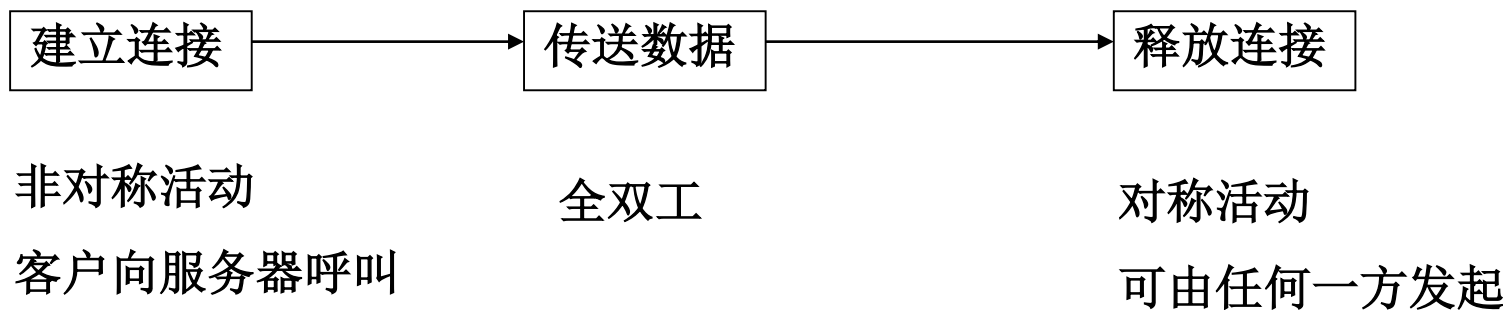 建立连接
传送数据
释放连接
非对称活动
客户向服务器呼叫
全双工
对称活动
可由任何一方发起